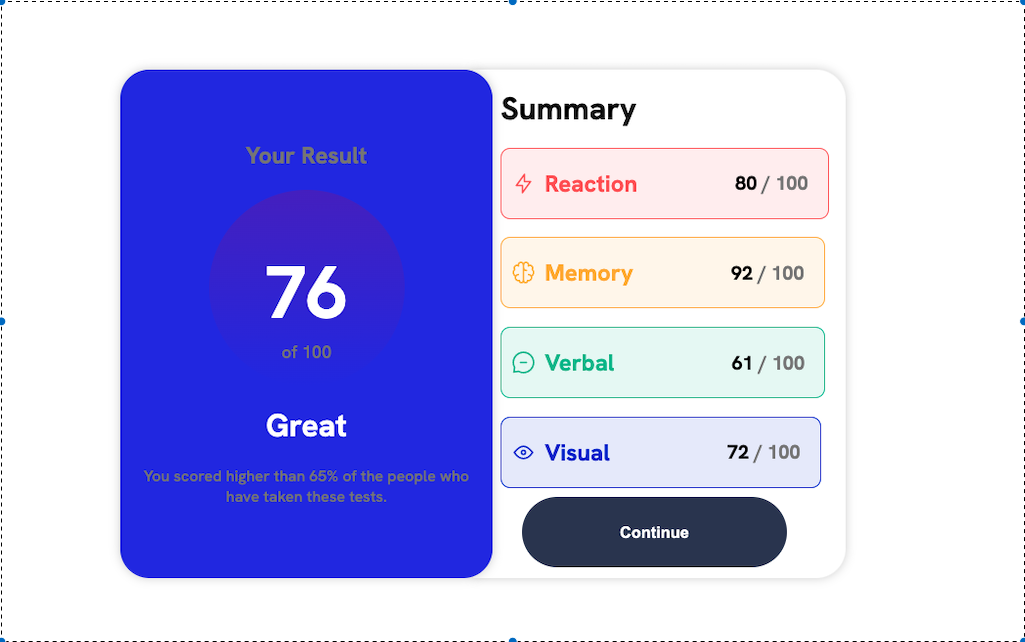 Your Result
76
of 100
Great
You scored higher than 65% of the people who
have taken these tests.
Summary
Reaction 80 / 100
Memory 92 / 100
Verbal 61 / 100
Visual 72 / 100
Continue